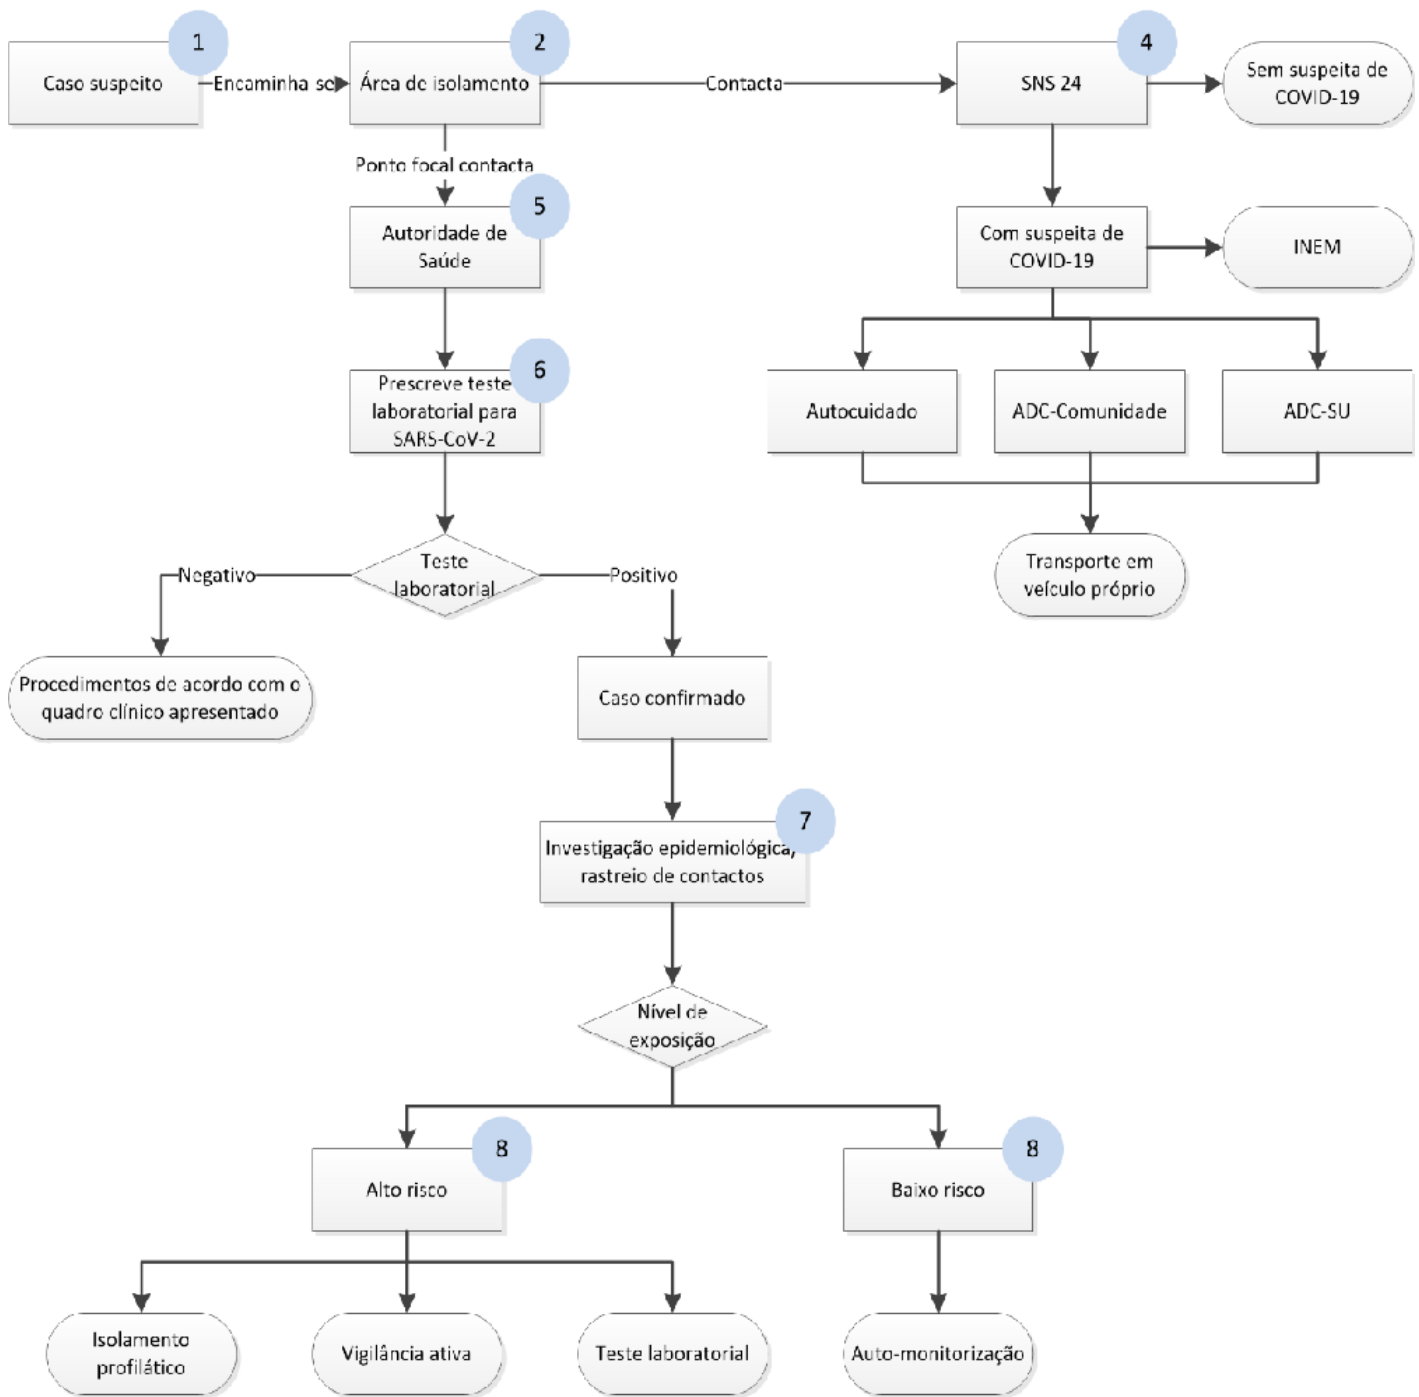 1
Caso suspeito
Encaminha se
2
Área de isolamento
Contacta
4
SNS 24
Sem suspeita de
COVID-19
Ponto focal contacta
5
Autoridade de
Saúde
Com suspeita de
COVID-19
INEM
6
Prescreve teste
laboratorial para
SARS-CoV-2
Autocuidado
ADC-Comunidade
ADC-SU
Teste
laboratorial
Negativo
Positivo
Transporte em
veículo próprio
Procedimentos de acordo com o
quadro clínico apresentado
Caso confirmado
7
Investigação epidemiológica,
rastreio de contactos
Nível de
exposição
8
Alto risco
8
Baixo risco
Isolamento
profilático
Vigilância ativa
Teste laboratorial
Auto-monitorização